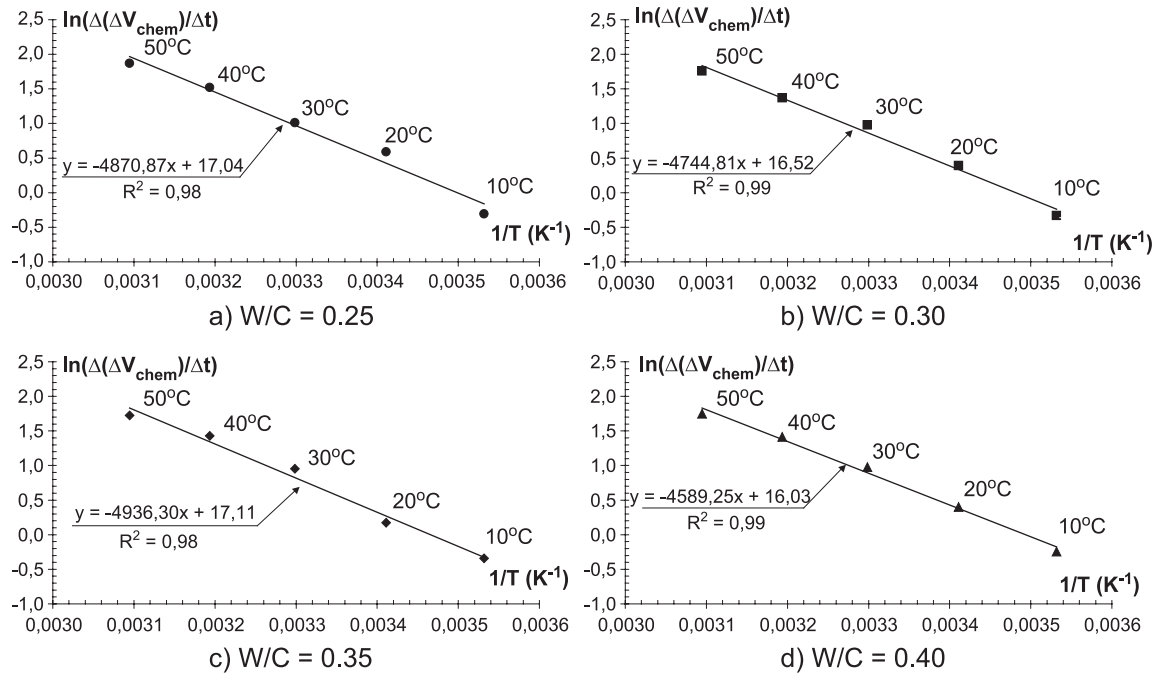 ln(Δ(ΔV_chem)/Δt)
2,5
2,0
1,5
1,0
0,5
0,0
-0,5
-1,0
50°C
40°C
30°C
20°C
10°C
y = -4870,87x + 17,04
R² = 0,98
1/T (K⁻¹)
0,0030 0,0031 0,0032 0,0033 0,0034 0,0035 0,0036
a) W/C = 0.25
ln(Δ(ΔV_chem)/Δt)
2,5
2,0
1,5
1,0
0,5
0,0
-0,5
-1,0
50°C
40°C
30°C
20°C
10°C
y = -4744,81x + 16,52
R² = 0,99
1/T (K⁻¹)
0,0030 0,0031 0,0032 0,0033 0,0034 0,0035 0,0036
b) W/C = 0.30
ln(Δ(ΔV_chem)/Δt)
2,5
2,0
1,5
1,0
0,5
0,0
-0,5
-1,0
50°C
40°C
30°C
20°C
10°C
y = -4936,30x + 17,11
R² = 0,98
1/T (K⁻¹)
0,0030 0,0031 0,0032 0,0033 0,0034 0,0035 0,0036
c) W/C = 0.35
ln(Δ(ΔV_chem)/Δt)
2,5
2,0
1,5
1,0
0,5
0,0
-0,5
-1,0
50°C
40°C
30°C
20°C
10°C
y = -4589,25x + 16,03
R² = 0,99
1/T (K⁻¹)
0,0030 0,0031 0,0032 0,0033 0,0034 0,0035 0,0036
d) W/C = 0.40